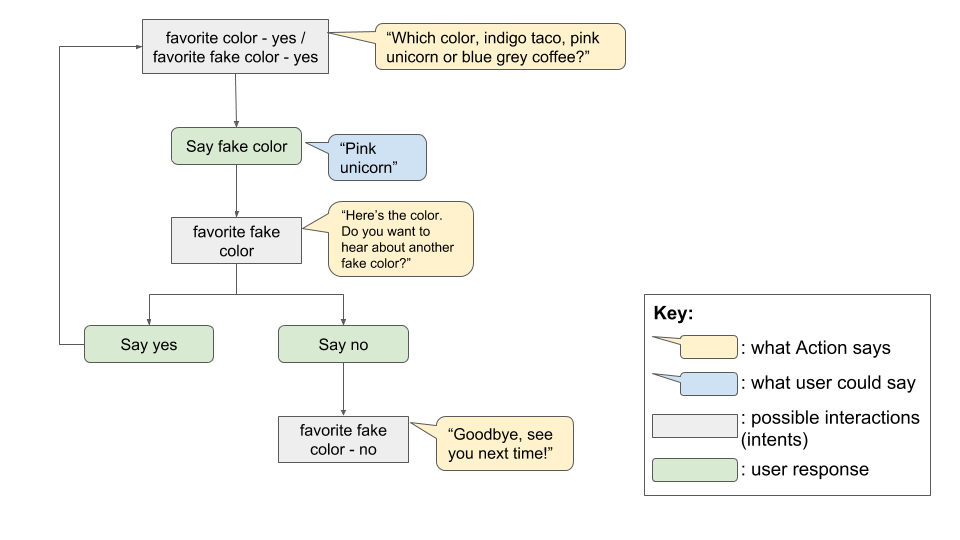 favorite color - yes /
favorite fake color - yes
“Which color, indigo taco, pink
unicorn or blue grey coffee?”
Say fake color
“Pink
unicorn”
favorite fake
color
“Here’s the color.
Do you want to
hear about another
fake color?”
Say yes
Say no
favorite fake
color - no
“Goodbye, see
you next time!”
Key:
: what Action says
: what user could say
: possible interactions
(intents)
: user response